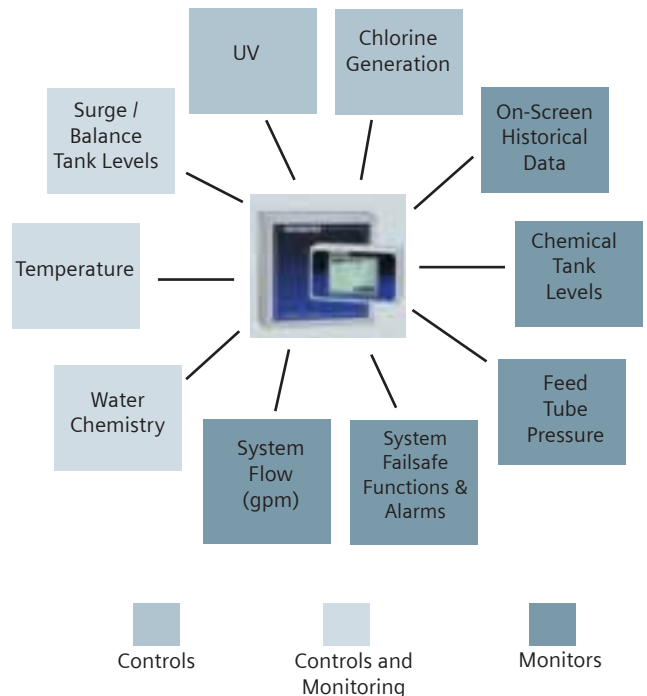 UV
Chlorine
Generation
Surge /
Balance
Tank Levels
On-Screen
Historical
Data
Temperature
Chemical
Tank
Levels
Water
Chemistry
Feed
Tube
Pressure
System
Flow
(gpm)
System
Failsafe
Functions &
Alarms
Controls
Controls and
Monitoring
Monitors